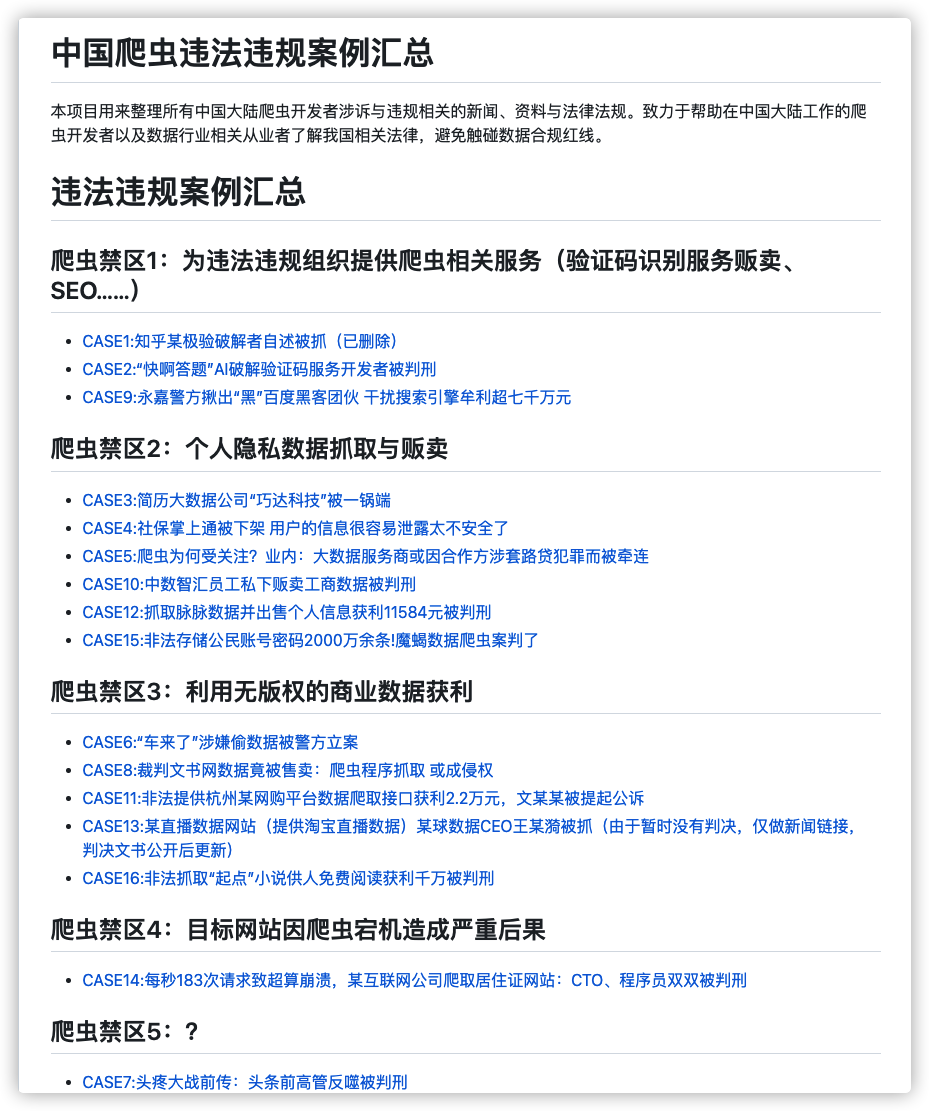 中国爬虫违法违规案例汇总
本项目用来整理所有中国大陆爬虫开发者涉诉与违规相关的新闻、资料与法律法规。致力于帮助在中国大陆工作的爬
虫开发者以及数据行业相关从业者了解我国相关法律，避免触碰数据合规红线。
违法违规案例汇总
爬虫禁区1：为违法违规组织提供爬虫相关服务（验证码识别服务贩卖、
SEO……）
CASE1:知乎某极验破解者自述被抓（已删除）
CASE2:“快啊答题”AI破解验证码服务开发者被判刑
CASE9:永嘉警方揪出“黑”百度黑客团伙 干扰搜索引擎牟利超七千万元
爬虫禁区2：个人隐私数据抓取与贩卖
CASE3:简历大数据公司“巧达科技”被一锅端
CASE4:社保掌上通被下架 用户的信息很容易泄露太不安全了
CASE5:爬虫为何受关注？业内：大数据服务商或因合作方涉套路贷犯罪而被牵连
CASE10:中数智汇员工私下贩卖工商数据被判刑
CASE12:抓取脉脉数据并出售个人信息获利11584元被判刑
CASE15:非法存储公民账号密码2000万余条!魔蝎数据爬虫案判了
爬虫禁区3：利用无版权的商业数据获利
CASE6:“车来了”涉嫌偷数据被警方立案
CASE8:裁判文书网数据竟被售卖：爬虫程序抓取 或成侵权
CASE11:非法提供杭州某网购平台数据爬取接口获利2.2万元，文某某被提起公诉
CASE13:某直播数据网站（提供淘宝直播数据）某球数据CEO王某漪被抓（由于暂时没有判决，仅做新闻链接，
判决文书公开后更新）
CASE16:非法抓取“起点”小说供人免费阅读获利千万被判刑
爬虫禁区4：目标网站因爬虫宕机造成严重后果
CASE14:每秒183次请求致超算崩溃，某互联网公司爬取居住证网站：CTO、程序员双双被判刑
爬虫禁区5：？
CASE7:头疼大战前传：头条前高管反噬被判刑